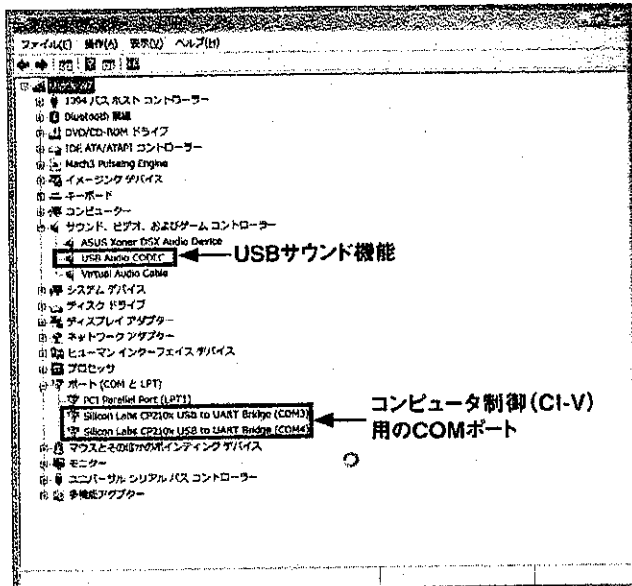 ファイル(F) 操作(A) 表示(V) ヘルプ(H)
1394 バス ホスト コントローラー
Bluetooth 無線
DVD/CD-ROM ドライブ
IDE ATA/ATAPI コントローラー
Mach3 Pulseing Engine
イメージング デバイス
キーボード
コンピューター
サウンド、ビデオ、およびゲーム コントローラー
ASUS Xonar DSX Audio Device
USB Audio CODEC
USBサウンド機能
Virtual Audio Cable
システム デバイス
ディスク ドライブ
ディスプレイ アダプター
ネットワーク アダプター
ヒューマン インターフェイス デバイス
プロセッサ
ポート (COM と LPT)
PCI Parallel Port (LPT1)
Silicon Labs CP210x USB to UART Bridge (COM3)
Silicon Labs CP210x USB to UART Bridge (COM4)
コンピュータ制御(CI-V)
用のCOMポート
マウスとそのほかのポインティング デバイス
モニター
ユニバーサル シリアル バス コントローラー
多機能アダプター